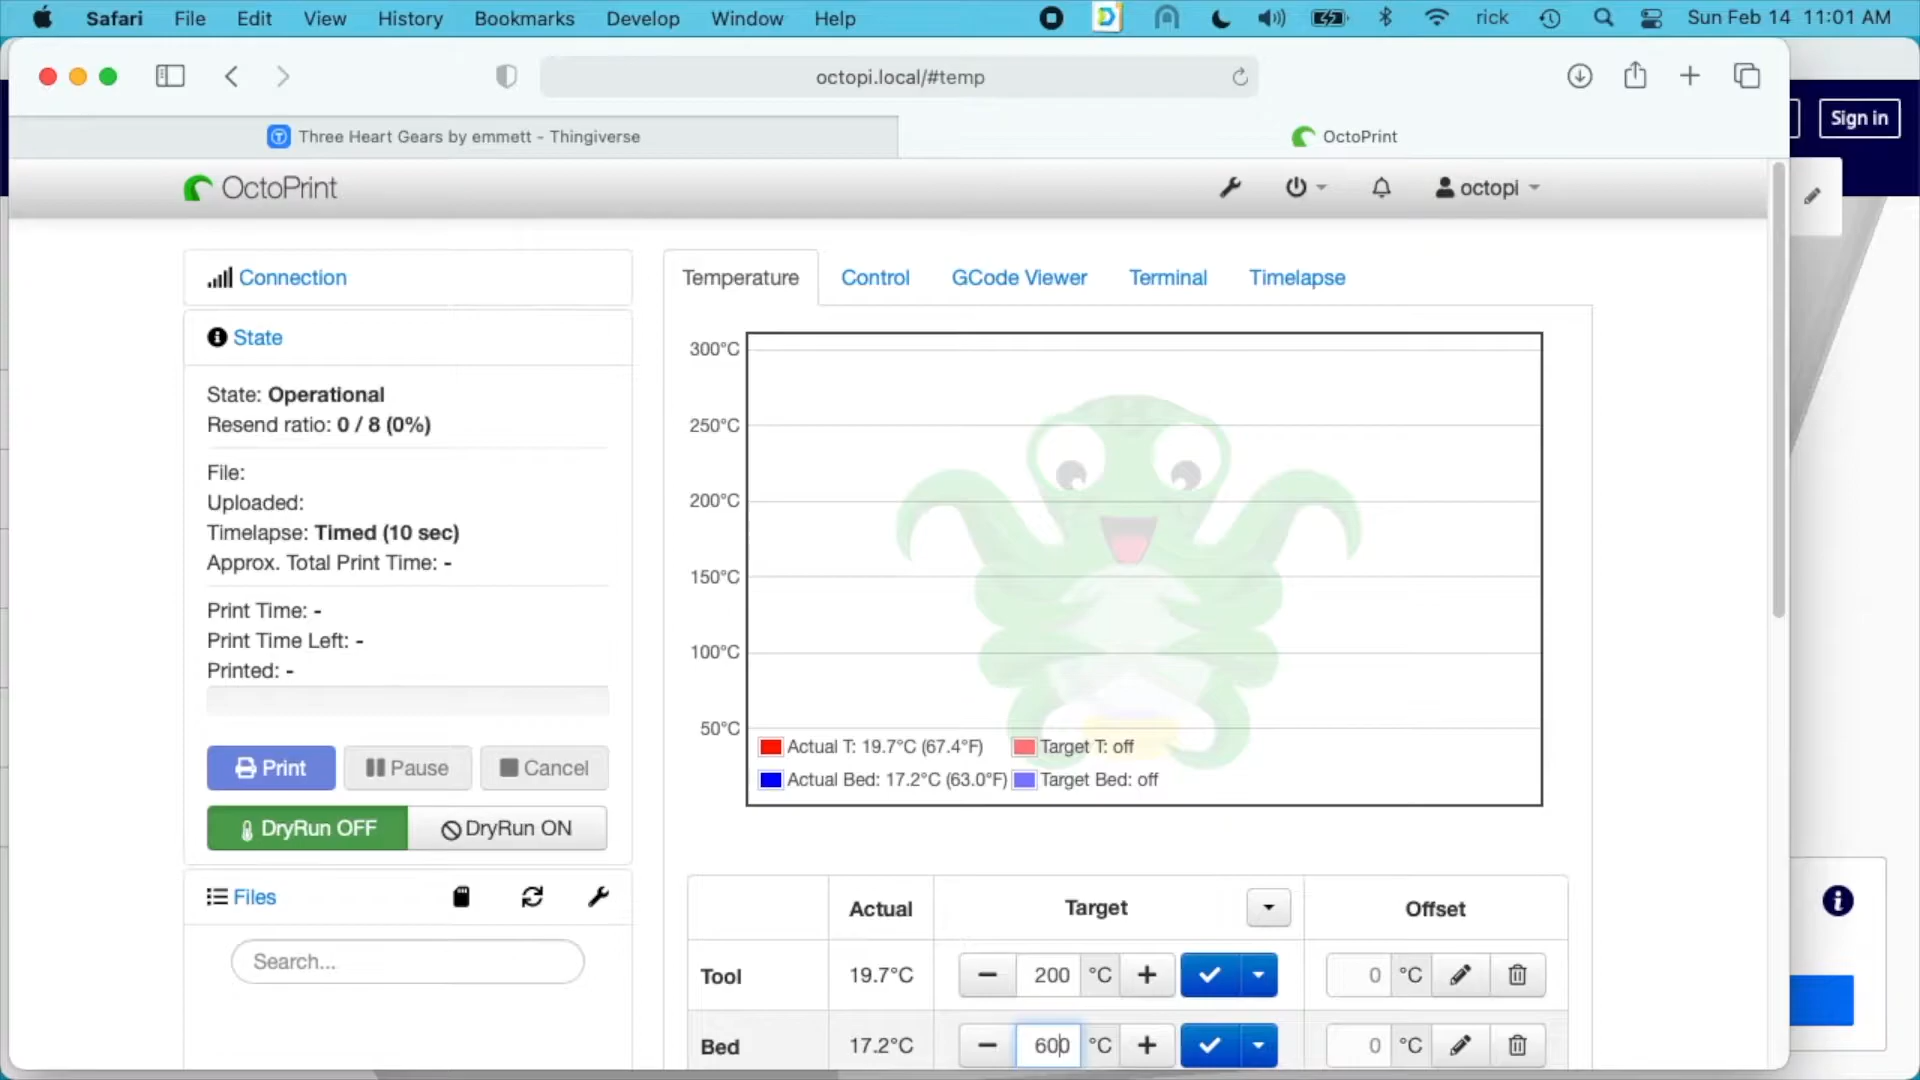 Safari File Edit View History Bookmarks Develop Window Help rick Sun Feb 14 11:01 AM
octopi.local/#temp
Three Heart Gears by emmett - Thingiverse
OctoPrint
Sign in
OctoPrint
octopi
Connection
State
State: Operational
Resend ratio: 0 / 8 (0%)
File:
Uploaded:
Timelapse: Timed (10 sec)
Approx. Total Print Time: -
Print Time: -
Print Time Left: -
Printed: -
Print Pause Cancel
DryRun OFF DryRun ON
Files
Search...
Temperature Control GCode Viewer Terminal Timelapse
300°C
250°C
200°C
150°C
100°C
50°C
Actual T: 19.7°C (67.4°F) Target T: off
Actual Bed: 17.2°C (63.0°F) Target Bed: off
Actual Target Offset
Tool 19.7°C 200 °C 0 °C
Bed 17.2°C 600 °C 0 °C